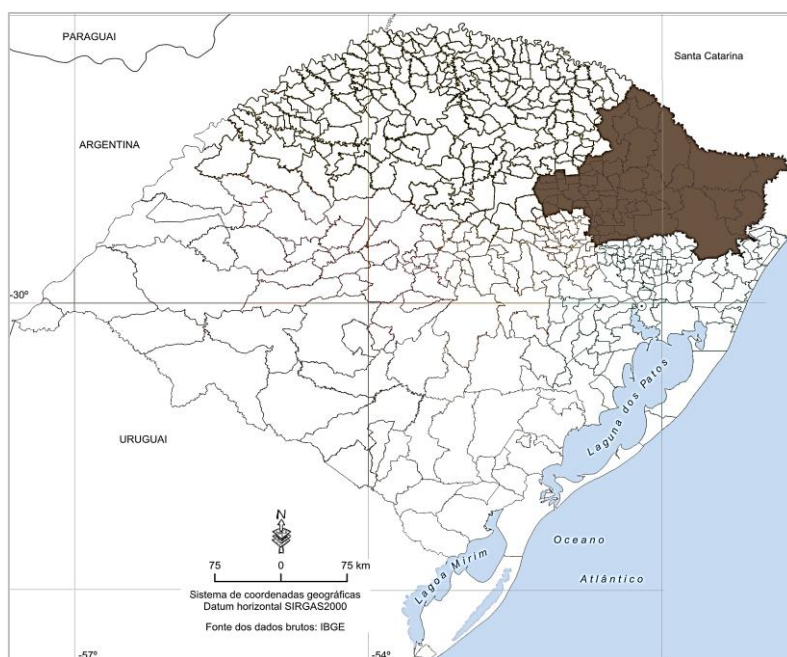 PARAGUAI
Santa Catarina
ARGENTINA
-30º
Laguna dos Patos
URUGUAI
N
75 0 75 km
Oceano
Atlântico
Lagoa Mirim
Sistema de coordenadas geográficas
Datum horizontal SIRGAS2000
Fonte dos dados brutos: IBGE
-57º
-54º